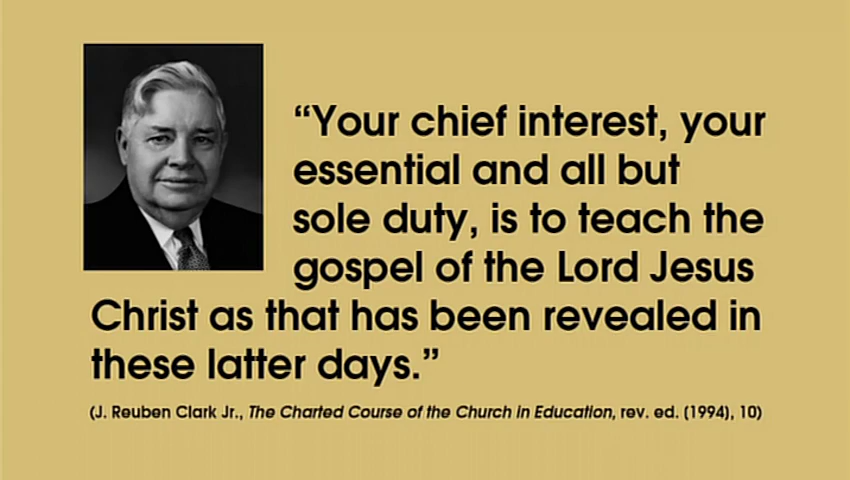 “Your chief interest, your
essential and all but
sole duty, is to teach the
gospel of the Lord Jesus
Christ as that has been revealed in
these latter days.”
(J. Reuben Clark Jr., The Charted Course of the Church in Education, rev. ed. (1994), 10)